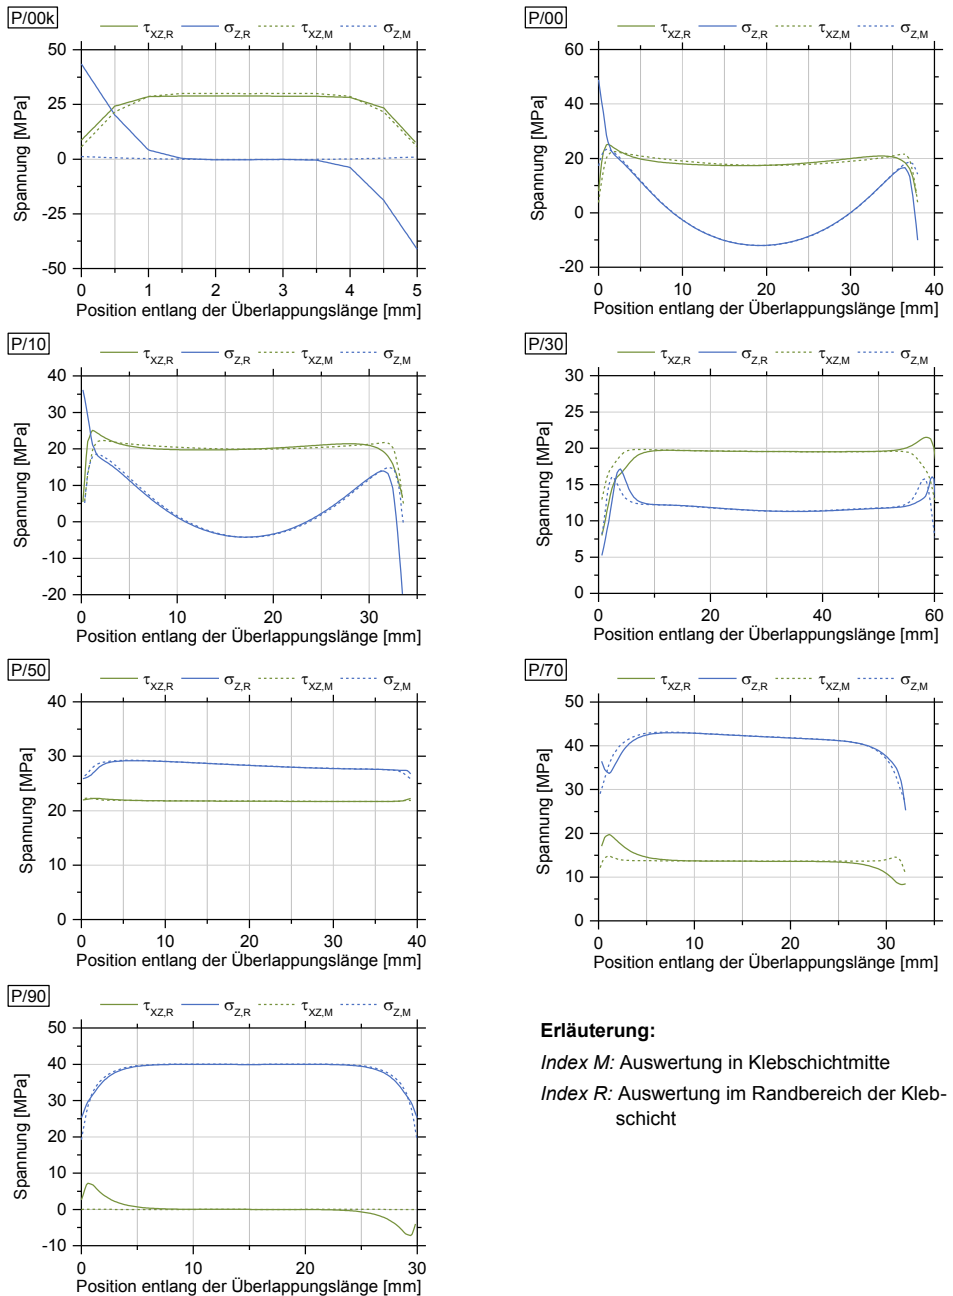 P/00k
τXZ,R σZ,R τXZ,M σZ,M
Spannung [MPa]
50
25
0
-25
-50
0 1 2 3 4 5
Position entlang der Überlappungslänge [mm]
P/00
τXZ,R σZ,R τXZ,M σZ,M
Spannung [MPa]
60
40
20
0
-20
0 10 20 30 40
Position entlang der Überlappungslänge [mm]
P/10
τXZ,R σZ,R τXZ,M σZ,M
Spannung [MPa]
40
30
20
10
0
-10
-20
0 10 20 30
Position entlang der Überlappungslänge [mm]
P/30
τXZ,R σZ,R τXZ,M σZ,M
Spannung [MPa]
30
25
20
15
10
5
0
0 20 40 60
Position entlang der Überlappungslänge [mm]
P/50
τXZ,R σZ,R τXZ,M σZ,M
Spannung [MPa]
40
30
20
10
0
0 10 20 30 40
Position entlang der Überlappungslänge [mm]
P/70
τXZ,R σZ,R τXZ,M σZ,M
Spannung [MPa]
50
40
30
20
10
0
0 10 20 30
Position entlang der Überlappungslänge [mm]
P/90
τXZ,R σZ,R τXZ,M σZ,M
Spannung [MPa]
50
40
30
20
10
0
-10
0 10 20 30
Position entlang der Überlappungslänge [mm]
Erläuterung:
Index M: Auswertung in Klebschichtmitte
Index R: Auswertung im Randbereich der Kleb-
schicht